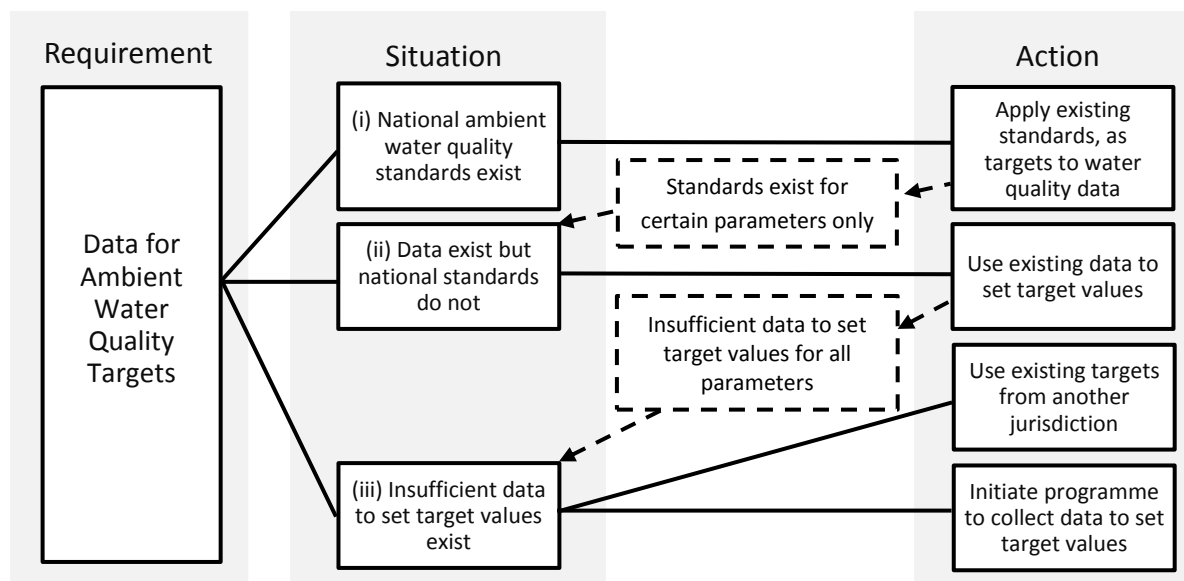 Requirement
Situation
Action
Data for
Ambient
Water
Quality
Targets
(i) National ambient
water quality
standards exist
Standards exist for
certain parameters only
Apply existing
standards, as
targets to water
quality data
(ii) Data exist but
national standards
do not
Insufficient data to set
target values for all
parameters
Use existing data to
set target values
Use existing targets
from another
jurisdiction
(iii) Insufficient data
to set target values
exist
Initiate programme
to collect data to set
target values